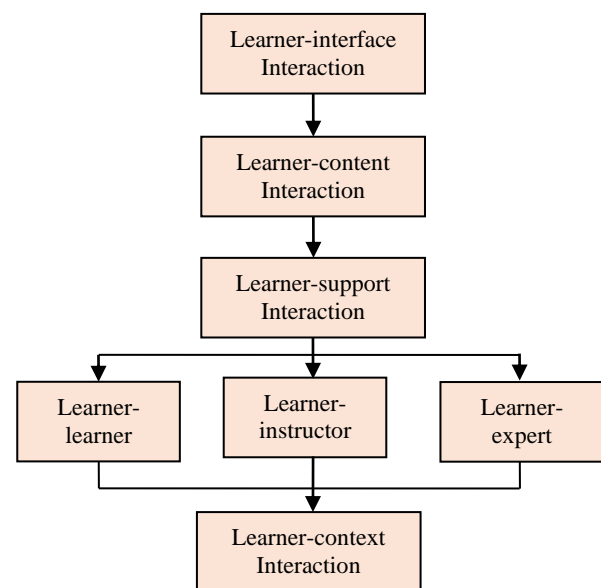 Learner-interface
Interaction
Learner-content
Interaction
Learner-support
Interaction
Learner-
learner
Learner-
instructor
Learner-
expert
Learner-context
Interaction